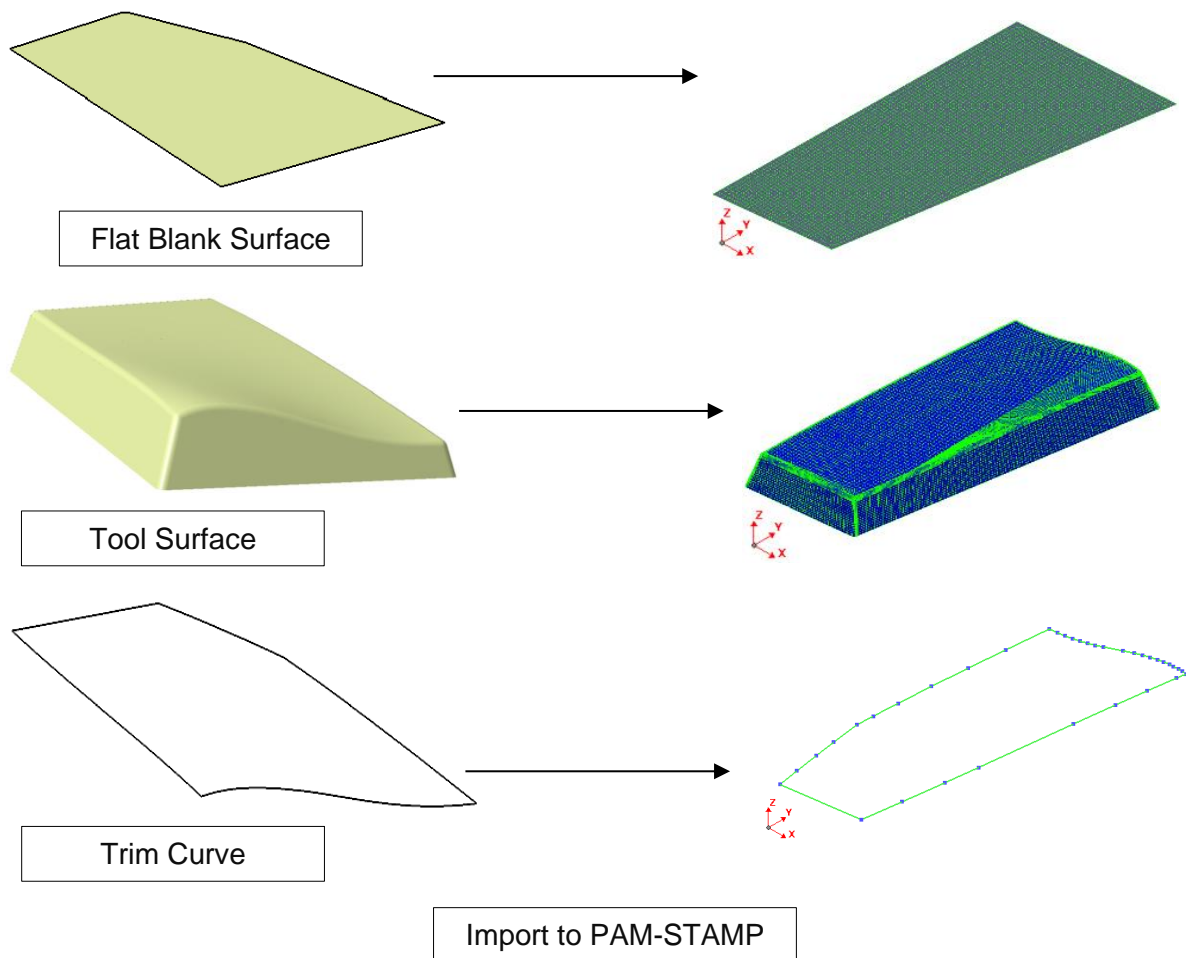 Flat Blank Surface
Z
Y
X
Tool Surface
Z
Y
X
Trim Curve
Z
Y
X
Import to PAM-STAMP